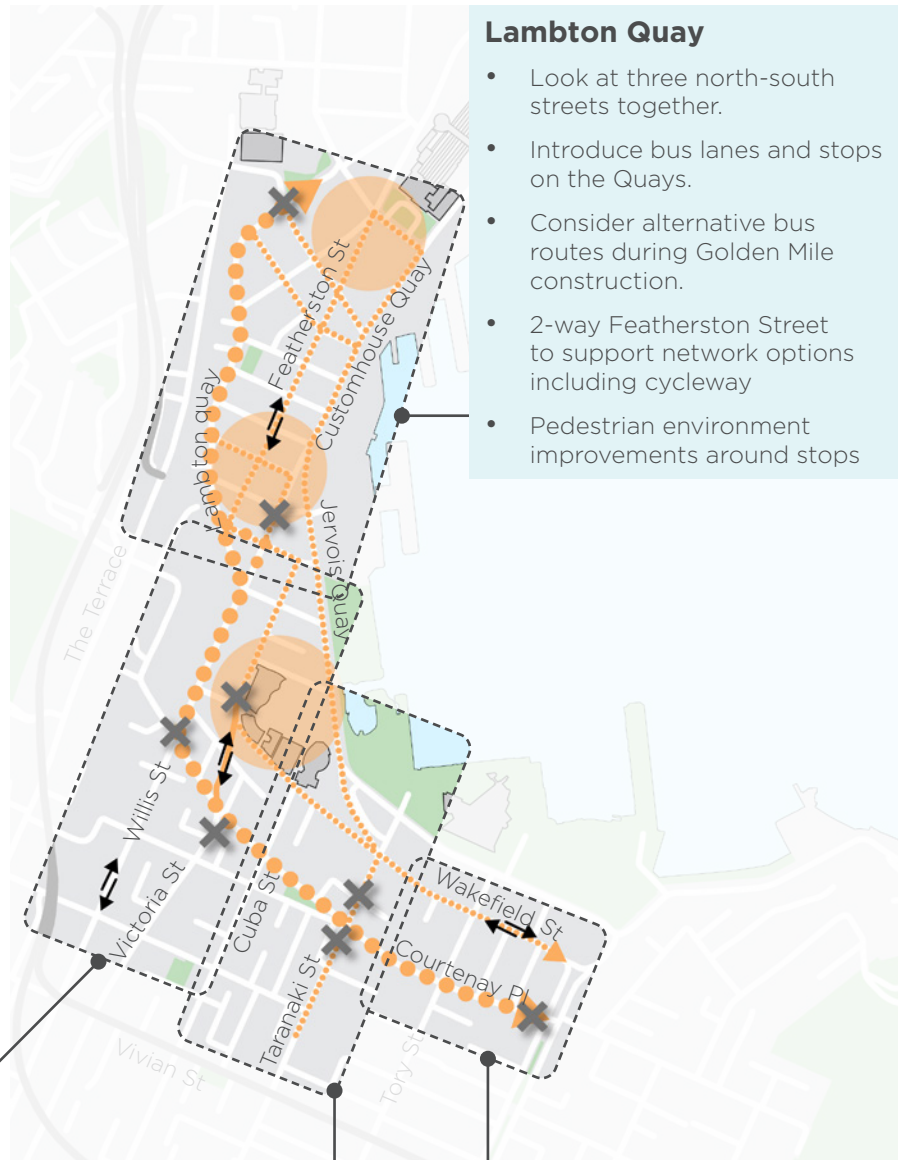 Lambton Quay
• Look at three north-south
streets together.
• Introduce bus lanes and stops
on the Quays.
• Consider alternative bus
routes during Golden Mile
construction.
• 2-way Featherston Street
to support network options
including cycleway
• Pedestrian environment
improvements around stops
Featherston St
Customhouse Quay
Lambton quay
Jervois Quay
The Terrace
Willis St
Victoria St
Cuba St
Wakefield St
Courtenay Pl
Taranaki St
Tory St
Vivian St